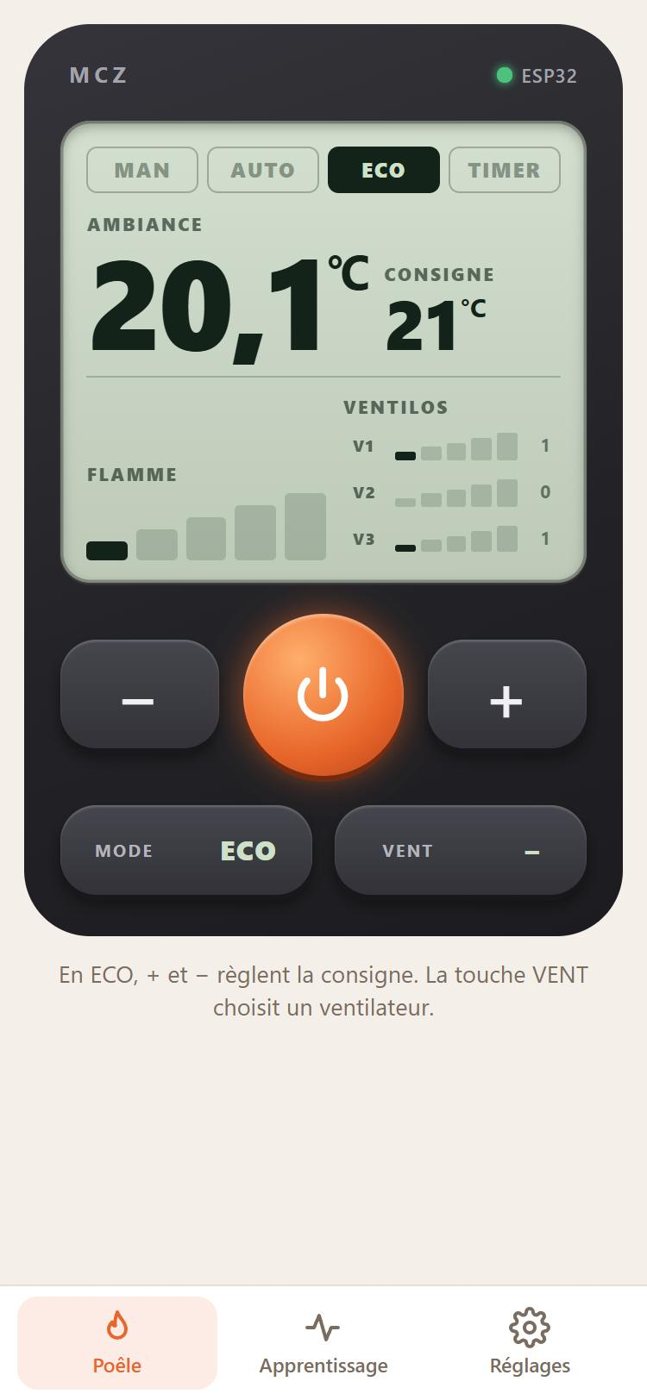 MCZ
ESP32
MAN
AUTO
ECO
TIMER
AMBIANCE
20,1°C
CONSIGNE
21°C
VENTILOS
V1 1
V2 0
FLAMME
V3 1
−
+
MODE ECO
VENT –
En ECO, + et − règlent la consigne. La touche VENT
choisit un ventilateur.
Poêle
Apprentissage
Réglages